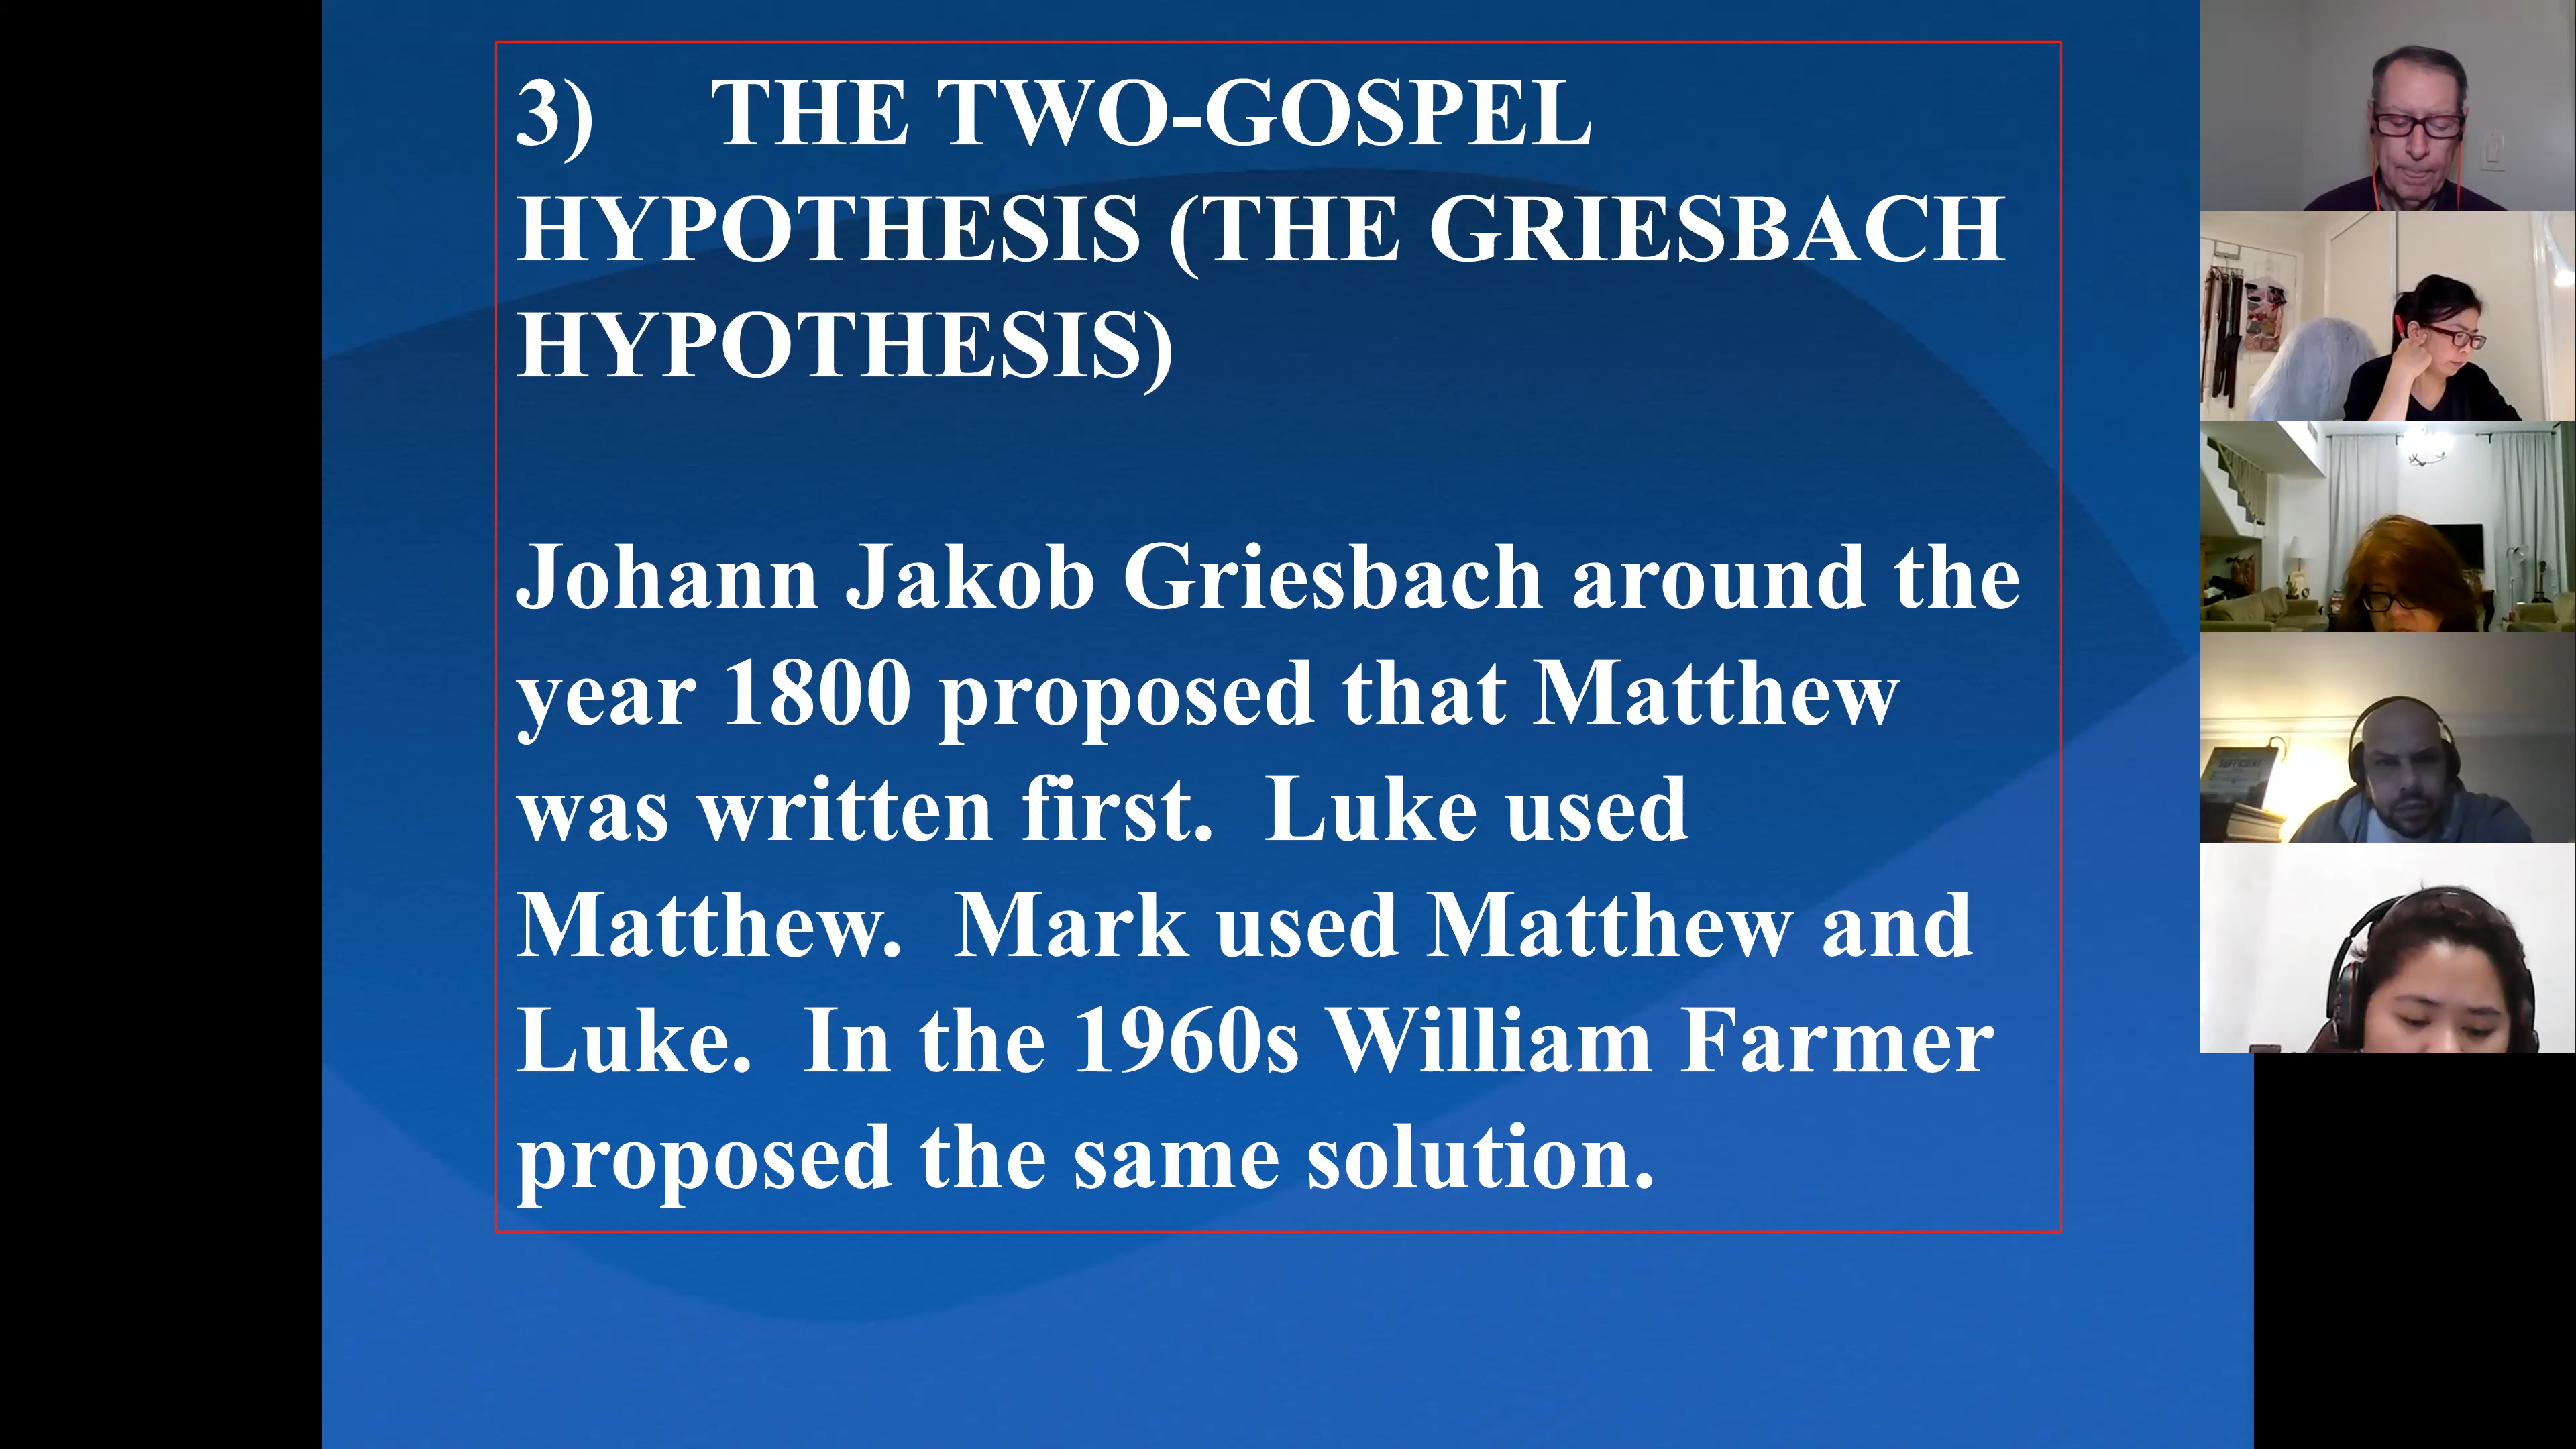 3) THE TWO-GOSPEL
HYPOTHESIS (THE GRIESBACH
HYPOTHESIS)
Johann Jakob Griesbach around the
year 1800 proposed that Matthew
was written first. Luke used
Matthew. Mark used Matthew and
Luke. In the 1960s William Farmer
proposed the same solution.